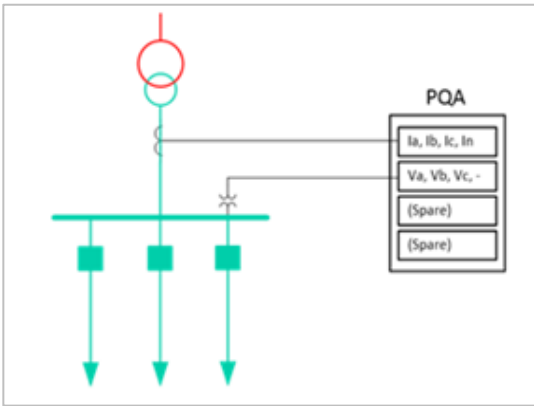 PQA
Ia, Ib, Ic, In
Va, Vb, Vc, -
(Spare)
(Spare)